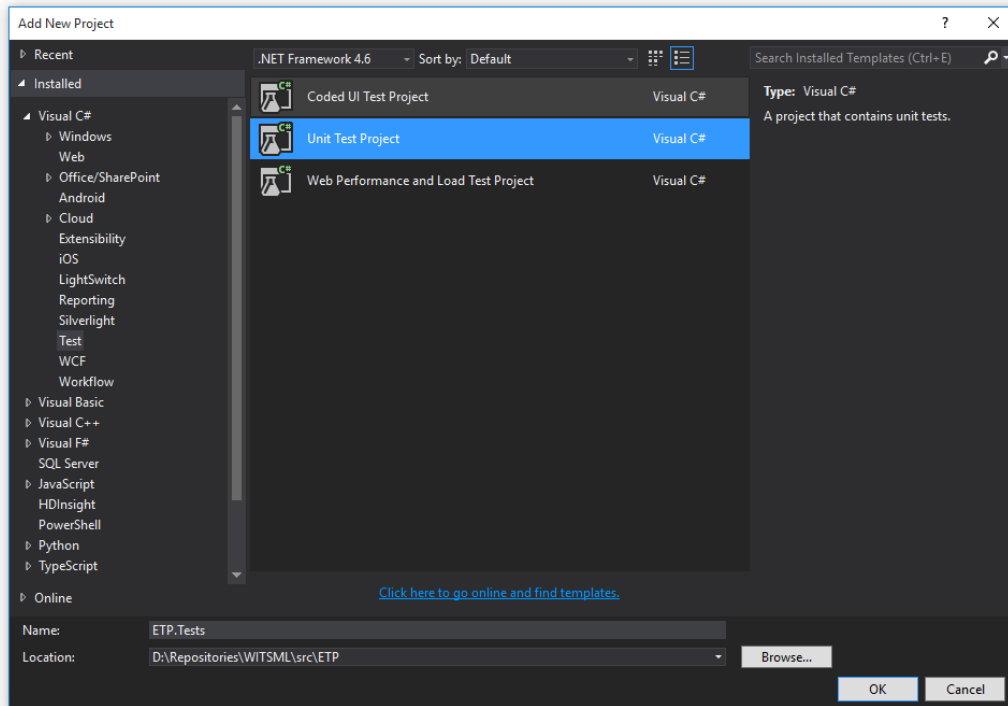 Add New Project
? ×
Recent
.NET Framework 4.6 Sort by: Default
Search Installed Templates (Ctrl+E)
Installed
Visual C#
Windows
Web
Office/SharePoint
Android
Cloud
Extensibility
iOS
LightSwitch
Reporting
Silverlight
Test
WCF
Workflow
Visual Basic
Visual C++
Visual F#
SQL Server
JavaScript
HDInsight
PowerShell
Python
TypeScript
Online
C# Coded UI Test Project Visual C#
C# Unit Test Project Visual C#
C# Web Performance and Load Test Project Visual C#
Type: Visual C#
A project that contains unit tests.
Click here to go online and find templates.
Name: ETP.Tests
Location: D:\Repositories\WITSML\src\ETP
Browse...
OK Cancel